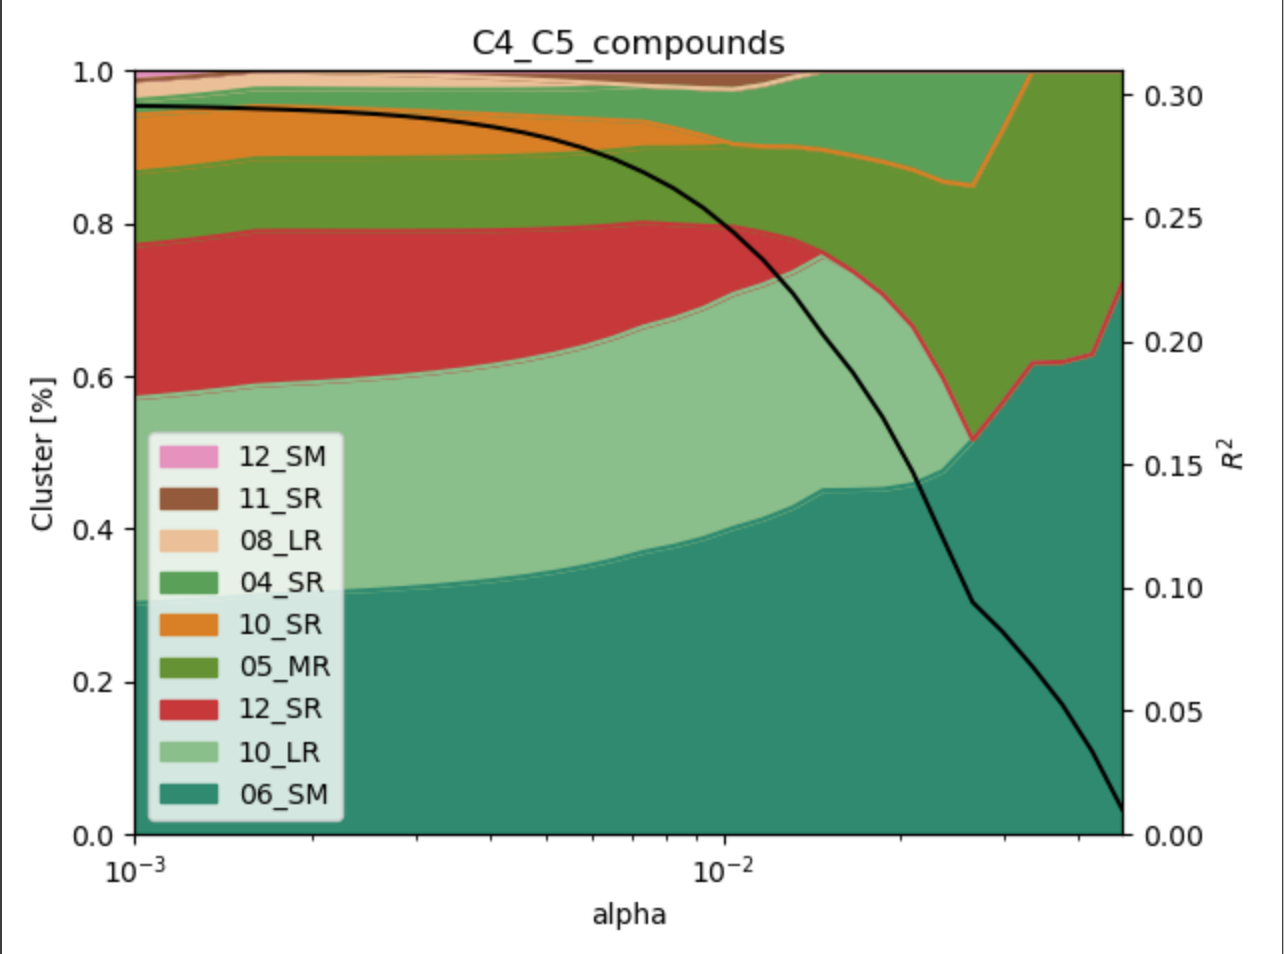 C4_C5_compounds
1.0
0.8
0.6
0.4
0.2
0.0
Cluster [%]
12_SM
11_SR
08_LR
04_SR
10_SR
05_MR
12_SR
10_LR
06_SM
0.30
0.25
0.20
0.15
0.10
0.05
0.00
R²
10⁻³
10⁻²
alpha